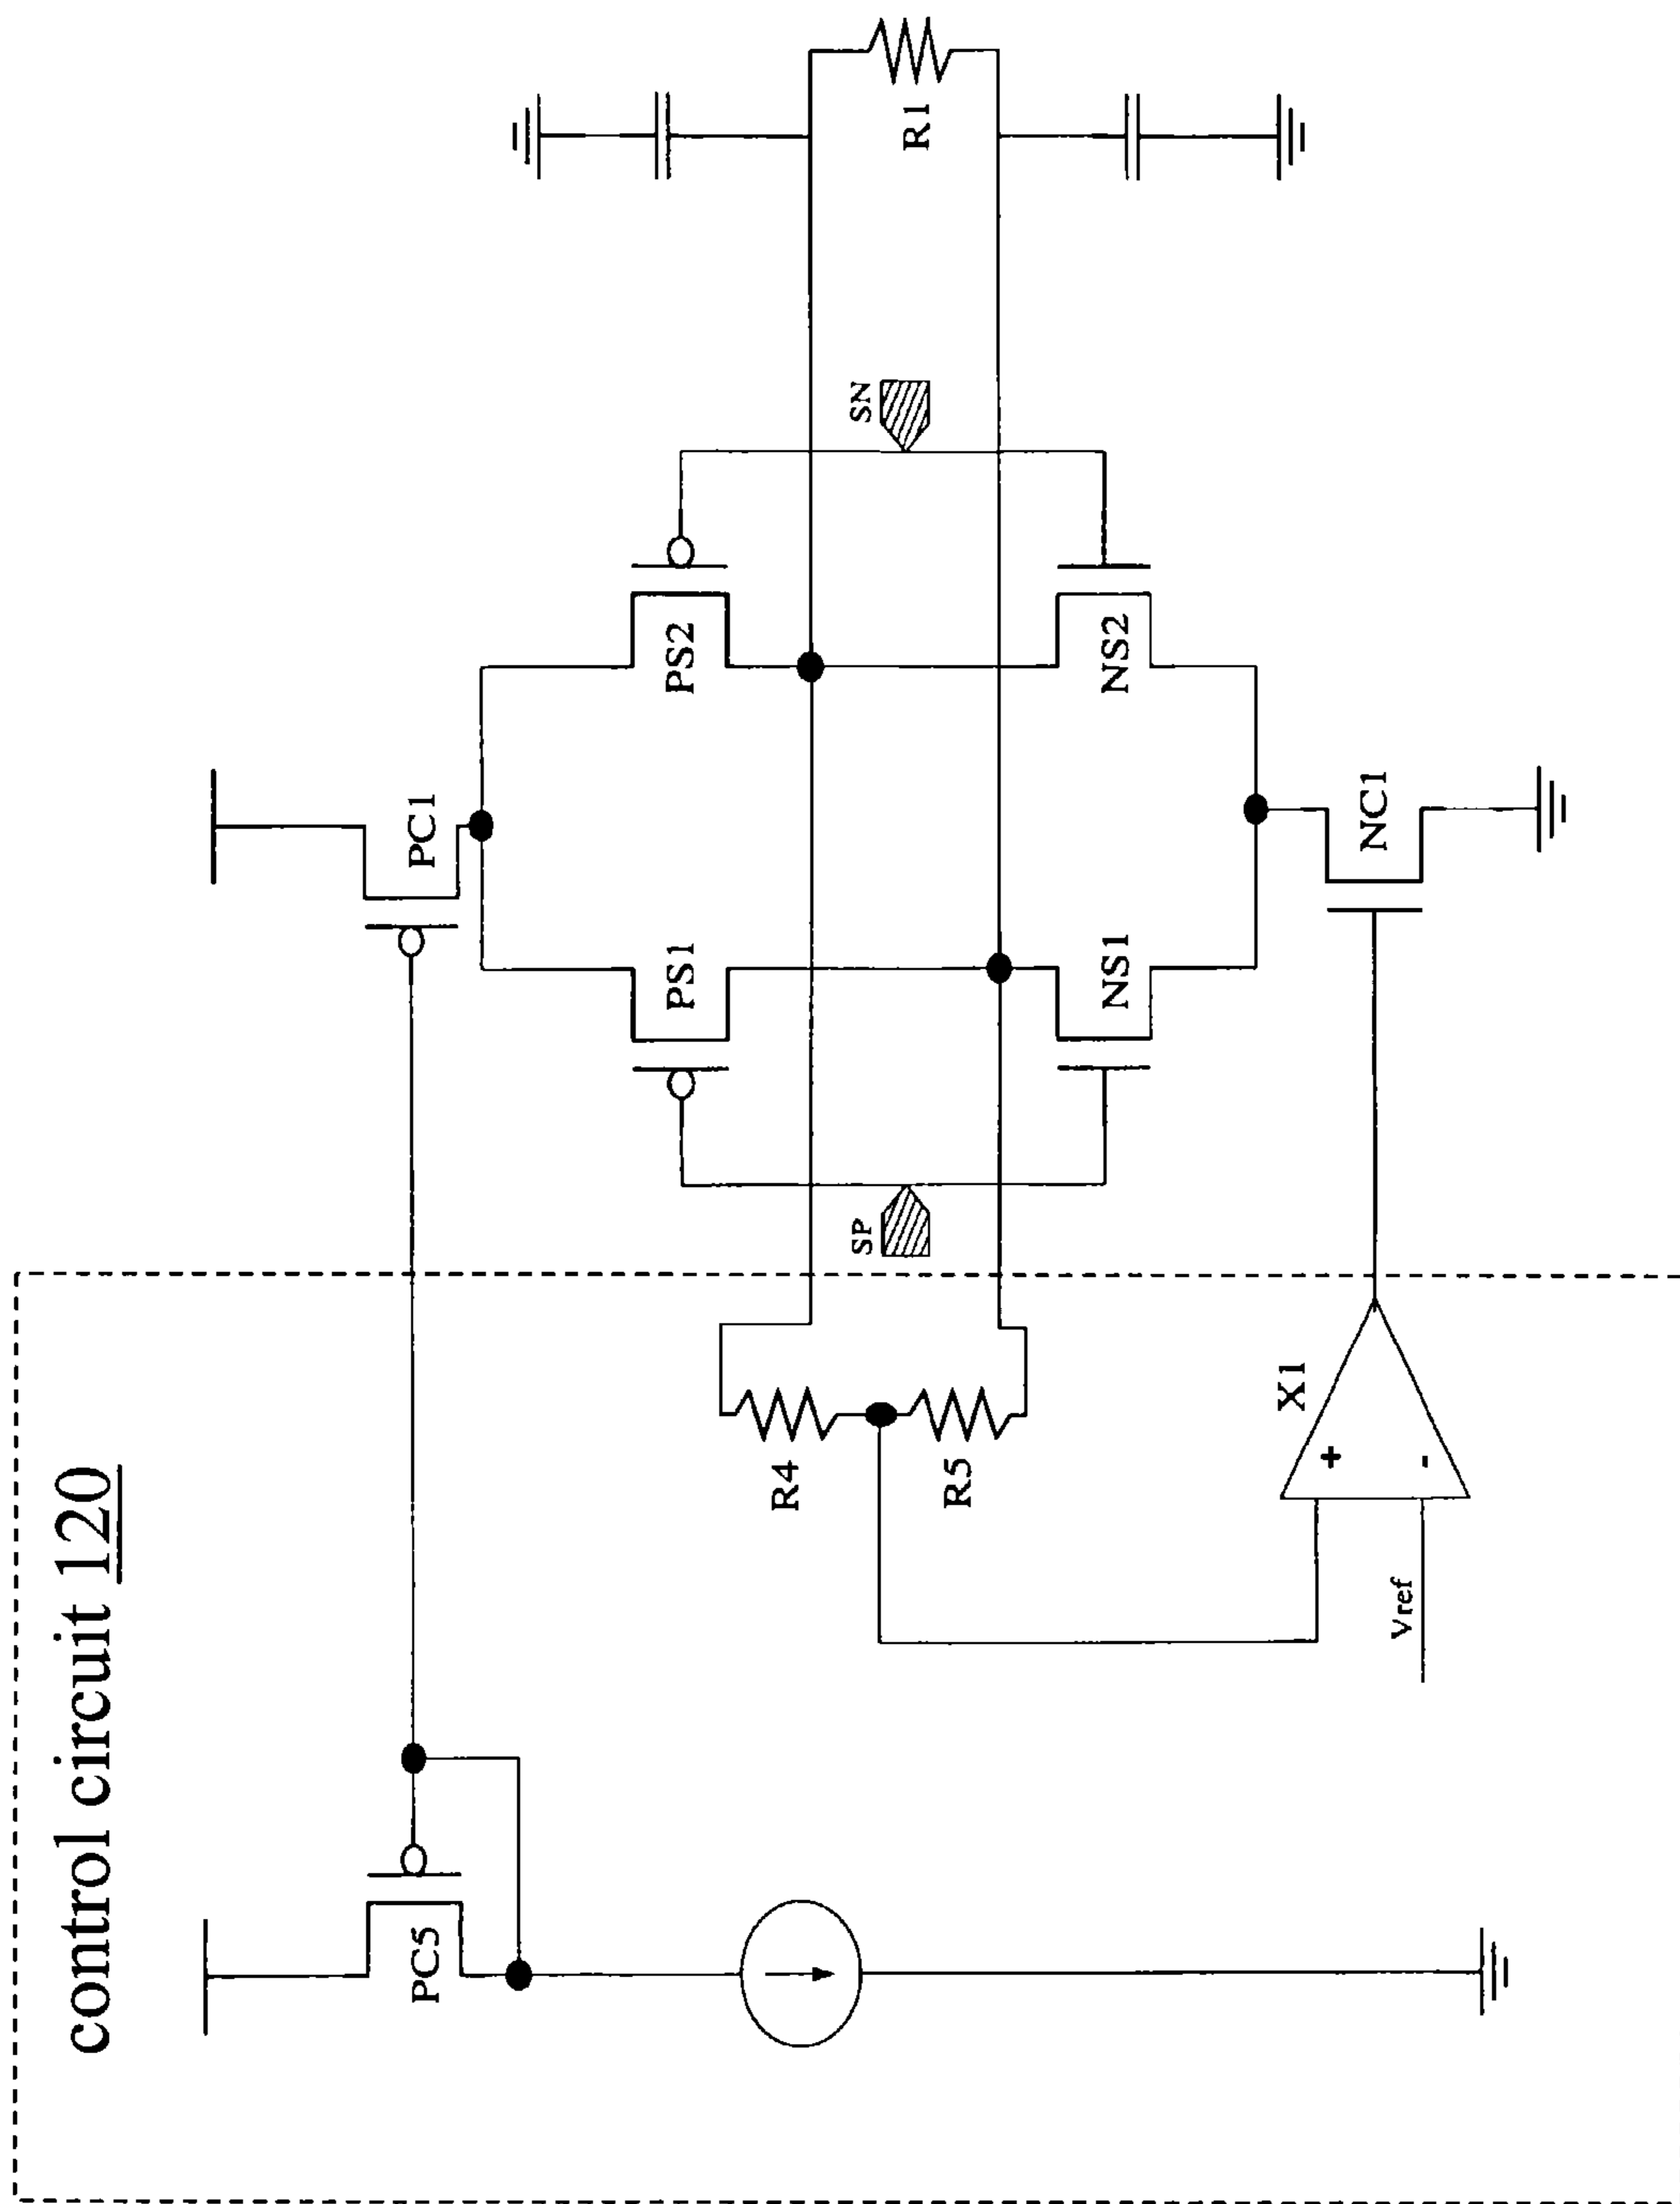 control circuit 120
PC5
PC1
PS1
PS2
SP
SN
R4
R5
R1
NS1
NS2
X1
+
-
Vref
NC1